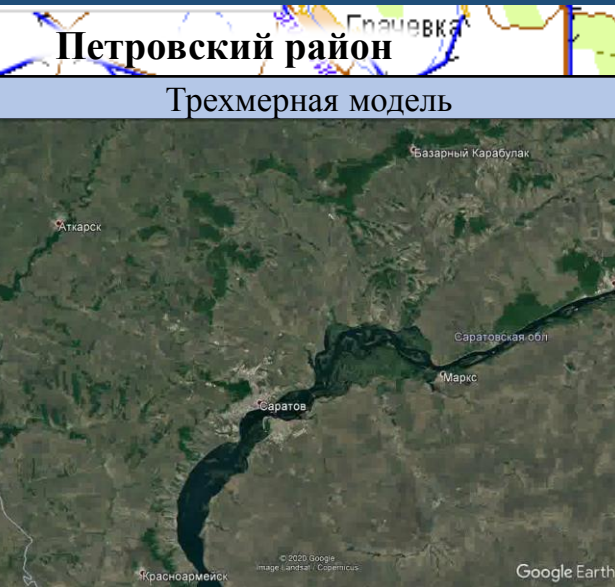 Грачевка
Петровский район
Трехмерная модель
Базарный Карабулак
Аткарск
Саратовская обл
Маркс
Саратов
© 2020 Google
Image Landsat / Copernicus
Красноармейск
Google Earth